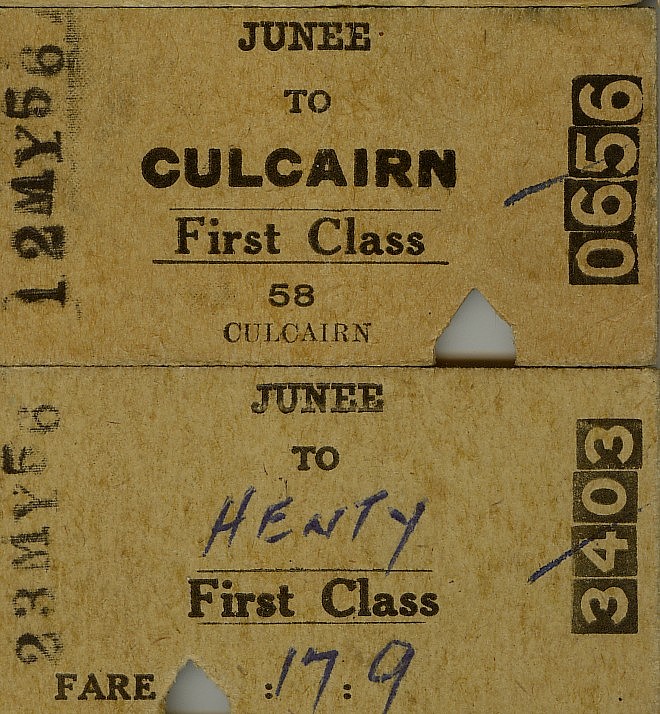 12MY56
JUNEE
TO
CULCAIRN
First Class
58
CULCAIRN
0656
23MY56
JUNEE
TO
HENTY
First Class
FARE :17:9
3403